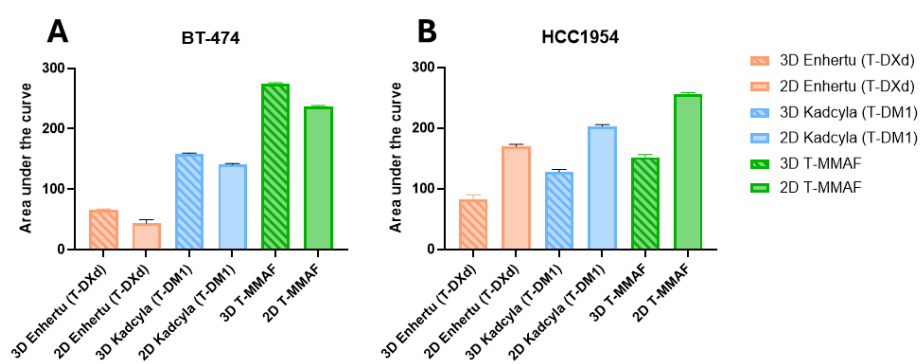 A
BT-474
Area under the curve
300
200
100
0
3D Enhertu (T-DXd)
2D Enhertu (T-DXd)
3D Kadcyla (T-DM1)
2D Kadcyla (T-DM1)
3D T-MMAF
2D T-MMAF
B
HCC1954
Area under the curve
300
200
100
0
3D Enhertu (T-DXd)
2D Enhertu (T-DXd)
3D Kadcyla (T-DM1)
2D Kadcyla (T-DM1)
3D T-MMAF
2D T-MMAF
3D Enhertu (T-DXd)
2D Enhertu (T-DXd)
3D Kadcyla (T-DM1)
2D Kadcyla (T-DM1)
3D T-MMAF
2D T-MMAF